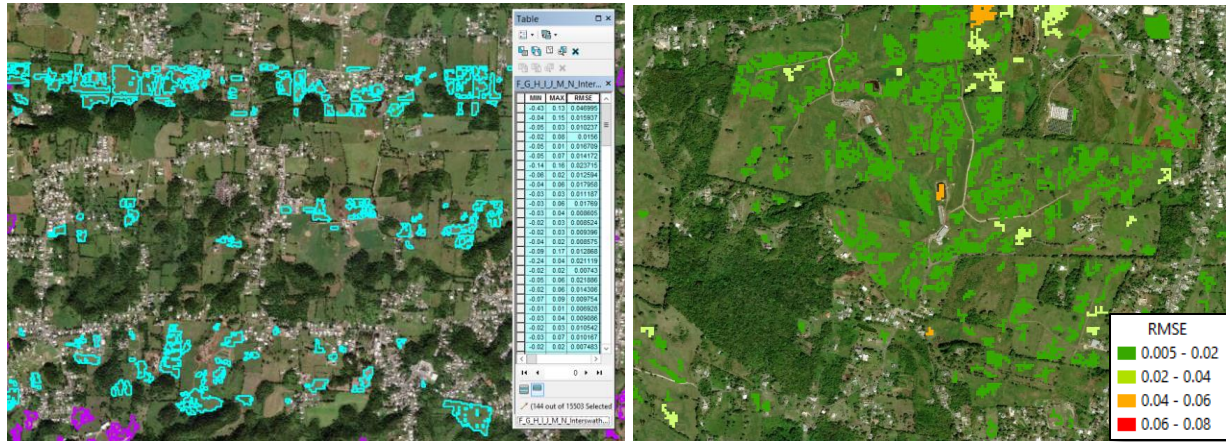 Table
F_G_H_I_J_M_N_Inter...
MIN MAX RMSE
-0.43 0.13 0.046995
-0.04 0.15 0.015937
-0.05 0.03 0.010237
-0.02 0.08 0.0156
-0.05 0.01 0.016709
-0.05 0.07 0.014172
-0.14 0.16 0.023715
-0.06 0.02 0.012594
-0.04 0.06 0.017958
-0.03 0.03 0.011187
-0.03 0.06 0.01769
-0.03 0.04 0.008605
-0.02 0.03 0.008524
-0.02 0.03 0.009396
-0.04 0.02 0.008575
-0.09 0.17 0.012868
-0.24 0.04 0.021119
-0.02 0.02 0.00743
-0.05 0.06 0.021886
-0.02 0.06 0.014306
-0.07 0.09 0.009754
-0.01 0.01 0.006928
-0.03 0.04 0.009886
-0.02 0.03 0.010542
-0.03 0.07 0.010167
-0.02 0.02 0.007483
0
(144 out of 15503 Selected
F_G_H_I_J_M_N_Interswath...
RMSE
0.005 - 0.02
0.02 - 0.04
0.04 - 0.06
0.06 - 0.08